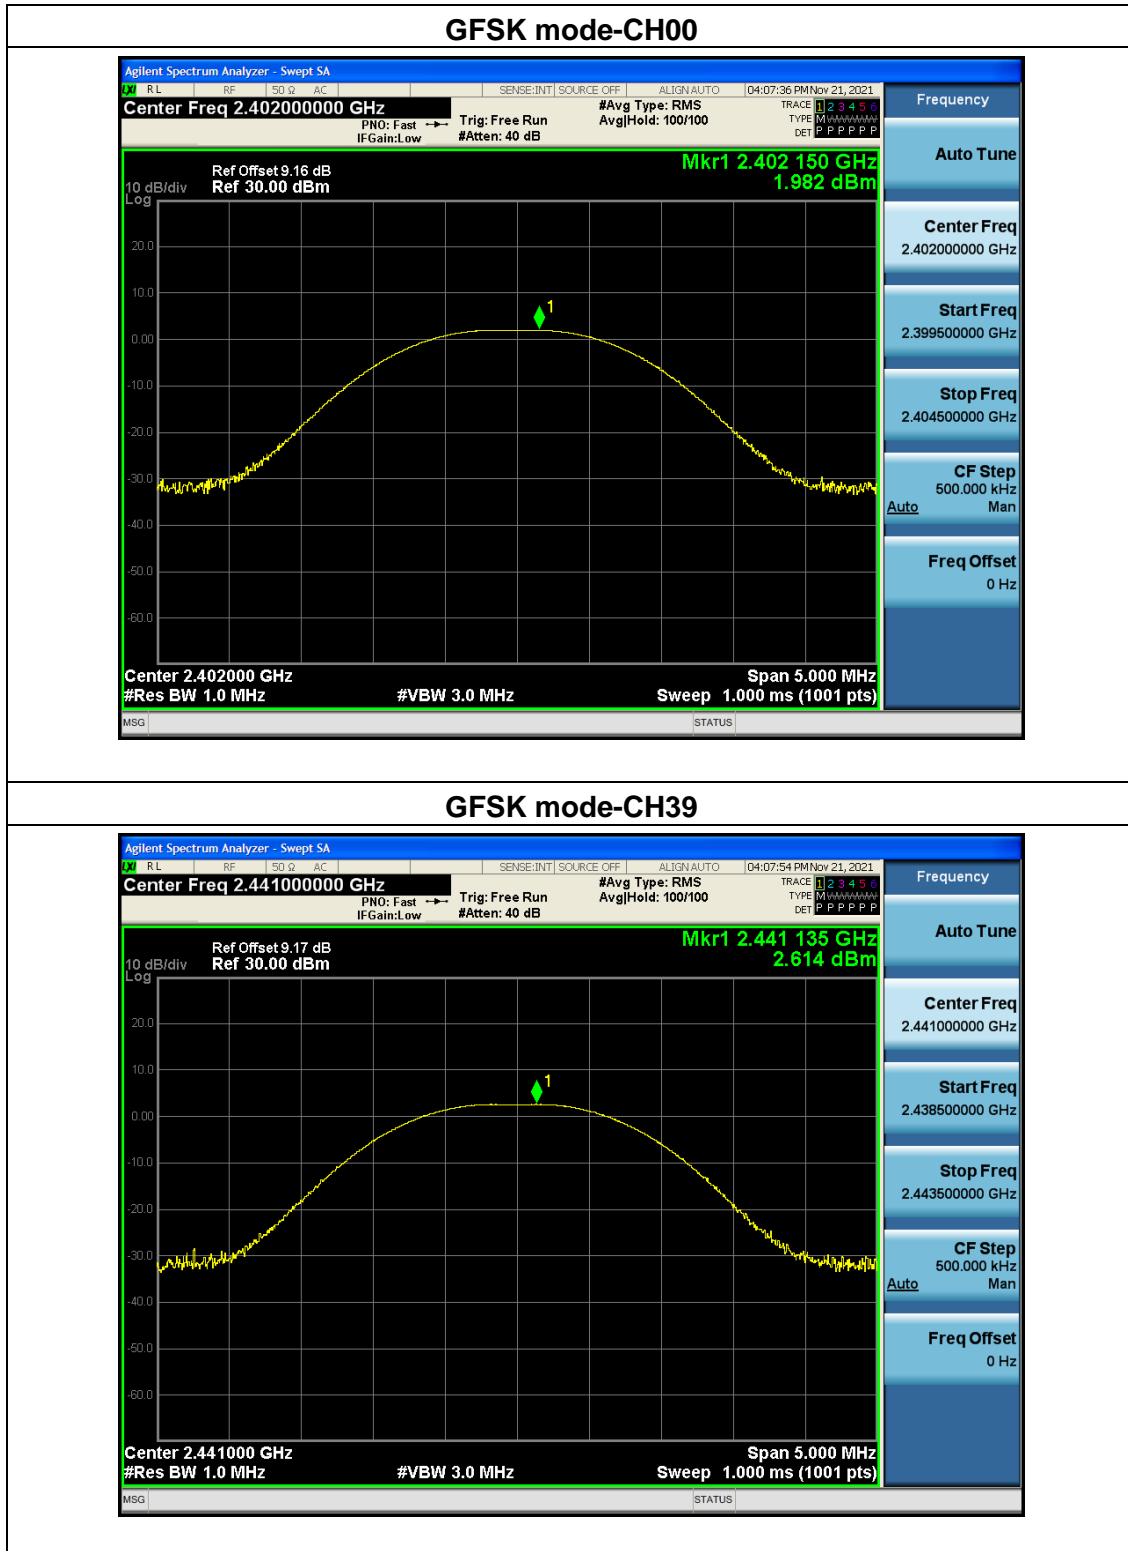 GFSK mode-CH00
Agilent Spectrum Analyzer - Swept SA
LXI RL RF 50 Ω AC SENSE:INT SOURCE OFF ALIGN AUTO 04:07:36 PM Nov 21, 2021
Center Freq 2.402000000 GHz
PNO: Fast
IFGain:Low
Trig: Free Run
#Atten: 40 dB
#Avg Type: RMS
Avg|Hold: 100/100
TRACE 1 2 3 4 5 6
TYPE M W W W W W
DET P P P P P P
Frequency
Mkr1 2.402 150 GHz
1.982 dBm
Ref Offset 9.16 dB
10 dB/div Ref 30.00 dBm
Log
20.0
10.0
0.00
-10.0
-20.0
-30.0
-40.0
-50.0
-60.0
1
Center 2.402000 GHz Span 5.000 MHz
#Res BW 1.0 MHz #VBW 3.0 MHz Sweep 1.000 ms (1001 pts)
MSG STATUS
Auto Tune
Center Freq
2.402000000 GHz
Start Freq
2.399500000 GHz
Stop Freq
2.404500000 GHz
CF Step
500.000 kHz
Auto Man
Freq Offset
0 Hz
GFSK mode-CH39
Agilent Spectrum Analyzer - Swept SA
LXI RL RF 50 Ω AC SENSE:INT SOURCE OFF ALIGN AUTO 04:07:54 PM Nov 21, 2021
Center Freq 2.441000000 GHz
PNO: Fast
IFGain:Low
Trig: Free Run
#Atten: 40 dB
#Avg Type: RMS
Avg|Hold: 100/100
TRACE 1 2 3 4 5 6
TYPE M W W W W W
DET P P P P P P
Frequency
Mkr1 2.441 135 GHz
2.614 dBm
Ref Offset 9.17 dB
10 dB/div Ref 30.00 dBm
Log
20.0
10.0
0.00
-10.0
-20.0
-30.0
-40.0
-50.0
-60.0
1
Center 2.441000 GHz Span 5.000 MHz
#Res BW 1.0 MHz #VBW 3.0 MHz Sweep 1.000 ms (1001 pts)
MSG STATUS
Auto Tune
Center Freq
2.441000000 GHz
Start Freq
2.438500000 GHz
Stop Freq
2.443500000 GHz
CF Step
500.000 kHz
Auto Man
Freq Offset
0 Hz